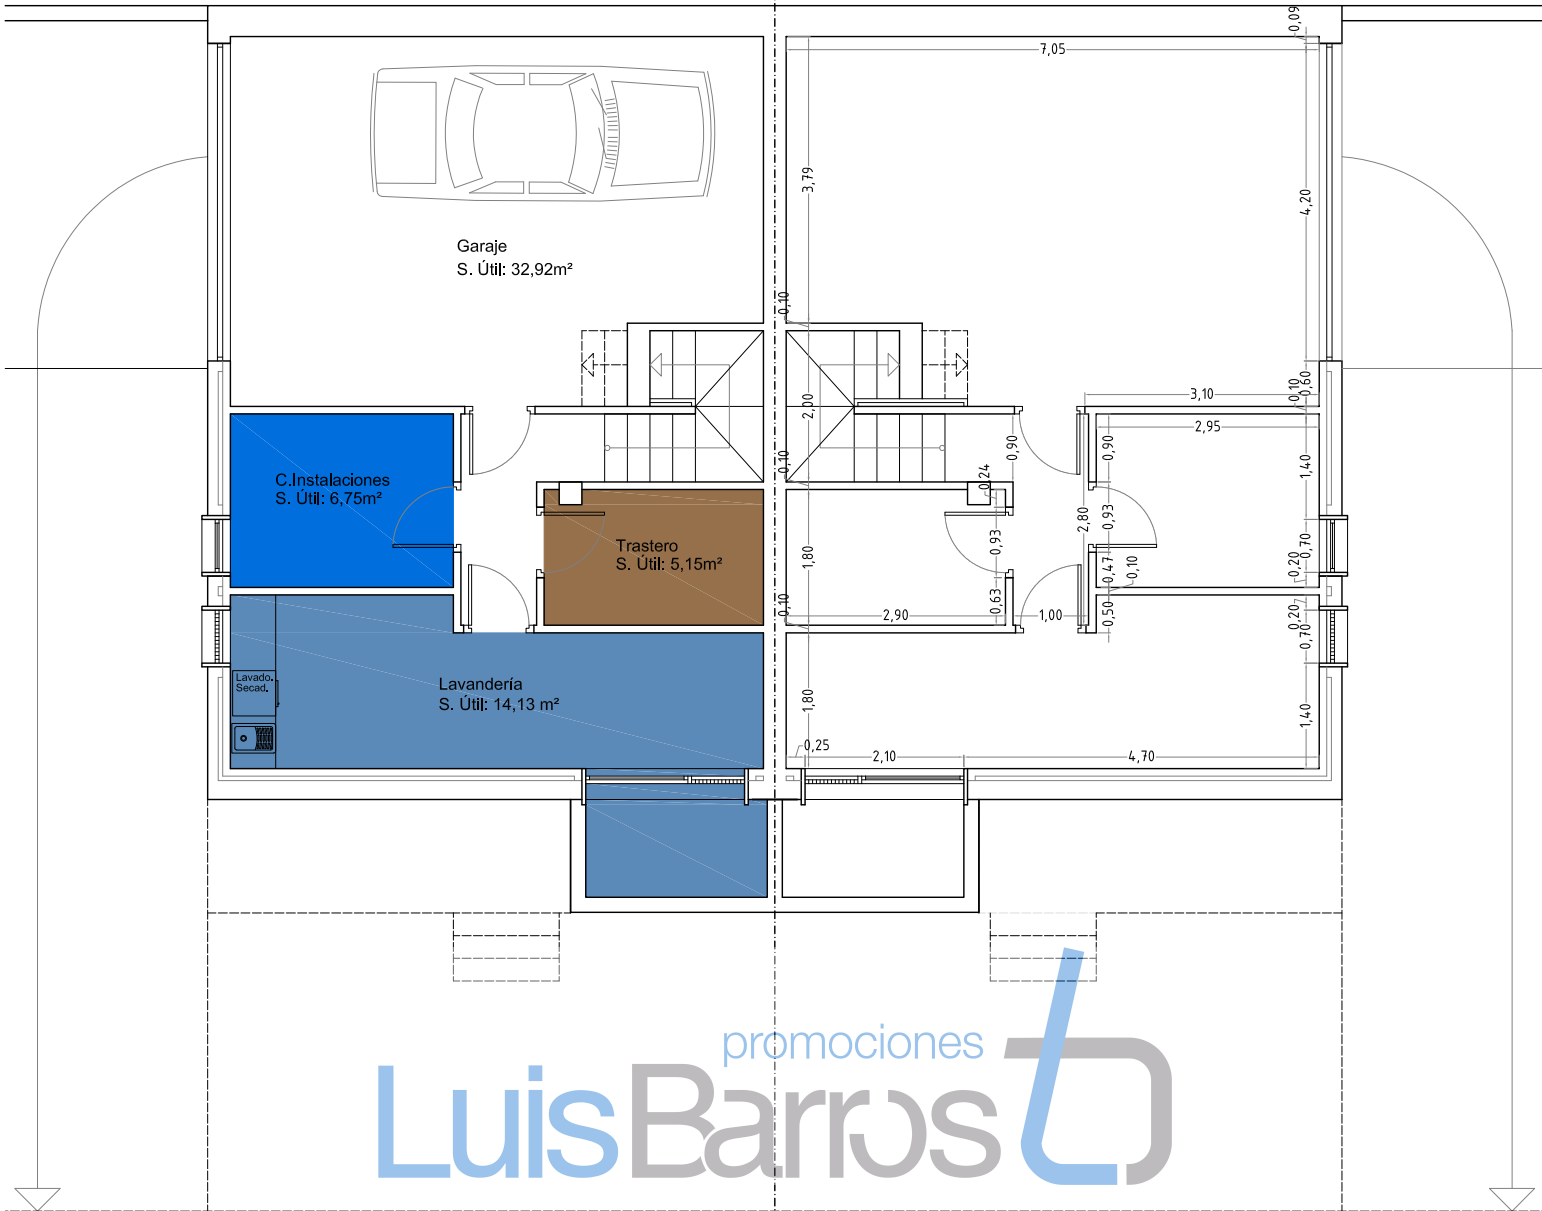 0,09
7,05
3,79
4,20
Garaje
S. Útil: 32,92m²
0,10
0,60
0,10
3,10
2,00
2,95
0,90
0,90
1,40
0,10
0,24
C.Instalaciones
S. Útil: 6,75m²
2,80
0,93
0,93
0,70
Trastero
S. Útil: 5,15m²
1,80
0,47
0,10
0,20
0,10
2,90
0,63
1,00
0,50
0,20
0,70
Lavado.
Secad.
Lavandería
S. Útil: 14,13 m²
1,80
1,40
0,25
2,10
4,70
promociones
LuisBarros